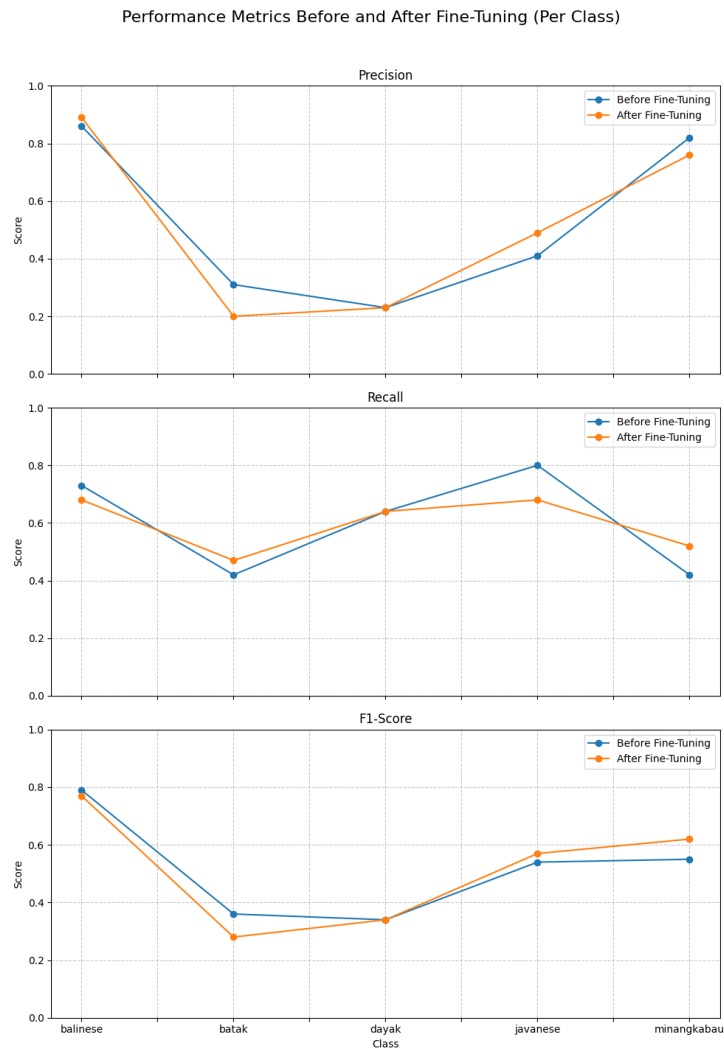 Performance Metrics Before and After Fine-Tuning (Per Class)
Precision
1.0
0.8
0.6
0.4
0.2
0.0
Score
Before Fine-Tuning
After Fine-Tuning
Recall
1.0
0.8
0.6
0.4
0.2
0.0
Score
Before Fine-Tuning
After Fine-Tuning
F1-Score
1.0
0.8
0.6
0.4
0.2
0.0
Score
Before Fine-Tuning
After Fine-Tuning
balinese batak dayak javanese minangkabau
Class